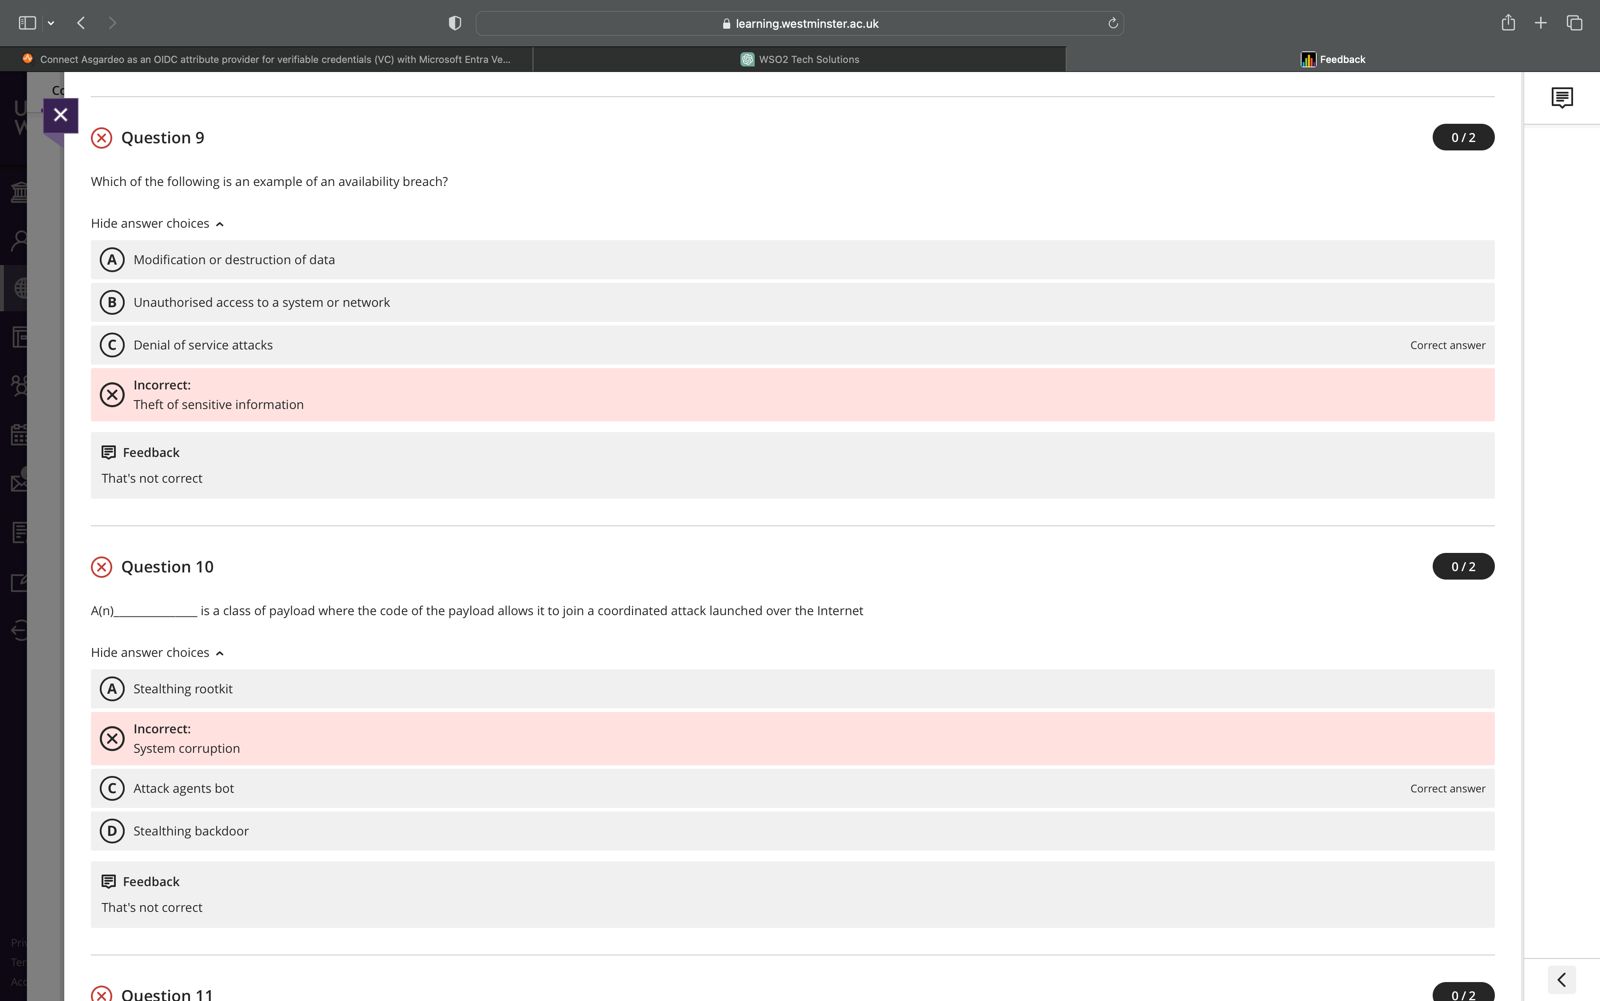 learning.westminster.ac.uk
Connect Asgardeo as an OIDC attribute provider for verifiable credentials (VC) with Microsoft Entra Ve...
WSO2 Tech Solutions
Feedback
Question 9
0 / 2
Which of the following is an example of an availability breach?
Hide answer choices
A Modification or destruction of data
B Unauthorised access to a system or network
C Denial of service attacks
Correct answer
Incorrect:
Theft of sensitive information
Feedback
That's not correct
Question 10
0 / 2
A(n)______________ is a class of payload where the code of the payload allows it to join a coordinated attack launched over the Internet
Hide answer choices
A Stealthing rootkit
Incorrect:
System corruption
C Attack agents bot
Correct answer
D Stealthing backdoor
Feedback
That's not correct
Question 11
0 / 2